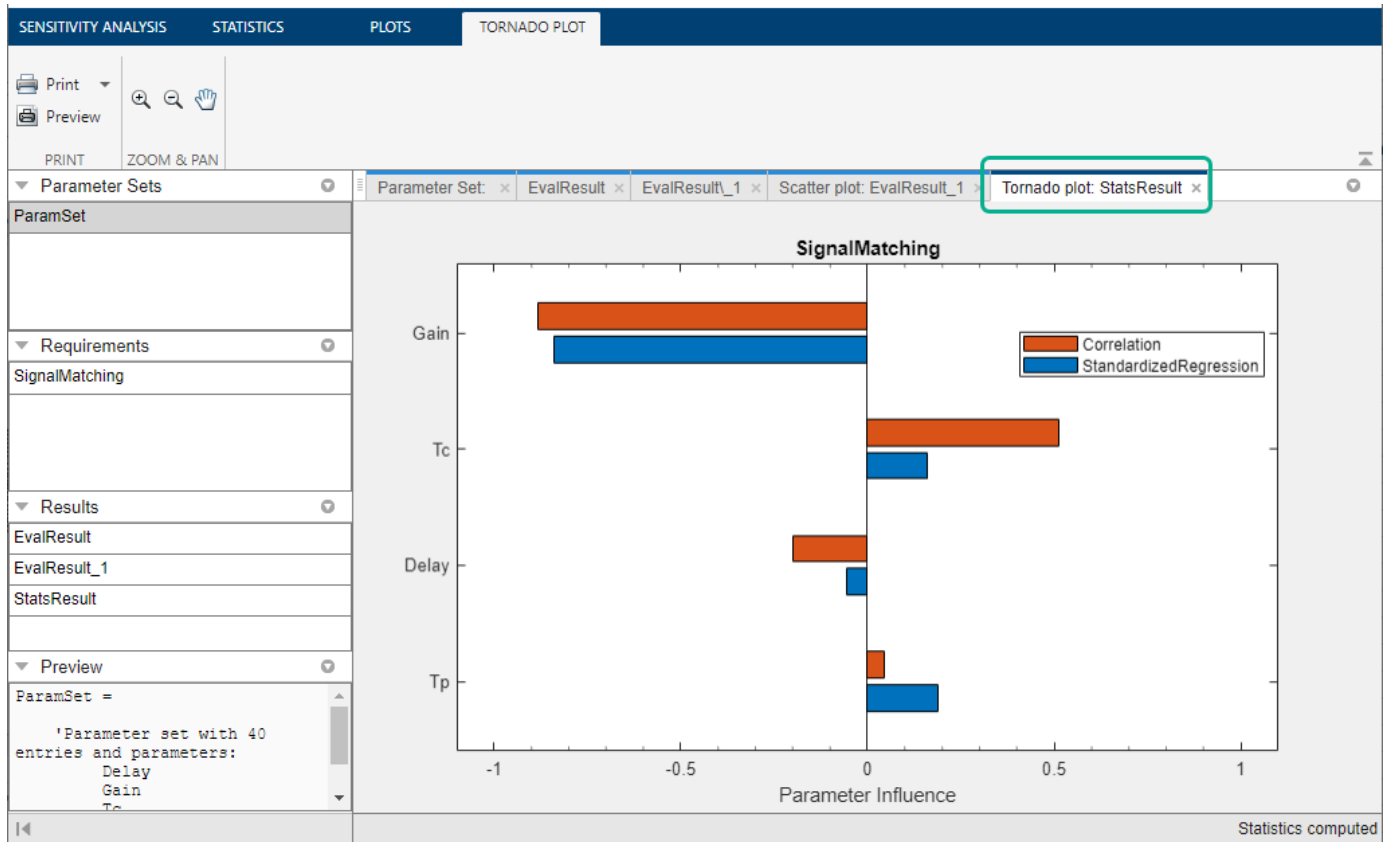 SENSITIVITY ANALYSIS STATISTICS PLOTS TORNADO PLOT
Print
Preview
PRINT ZOOM & PAN
Parameter Sets
ParamSet
Requirements
SignalMatching
Results
EvalResult
EvalResult_1
StatsResult
Preview
ParamSet =
'Parameter set with 40
entries and parameters:
Delay
Gain
Tc
Parameter Set: × EvalResult × EvalResult\_1 × Scatter plot: EvalResult_1 × Tornado plot: StatsResult ×
SignalMatching
Gain
Tc
Delay
Tp
Correlation
StandardizedRegression
-1 -0.5 0 0.5 1
Parameter Influence
Statistics computed